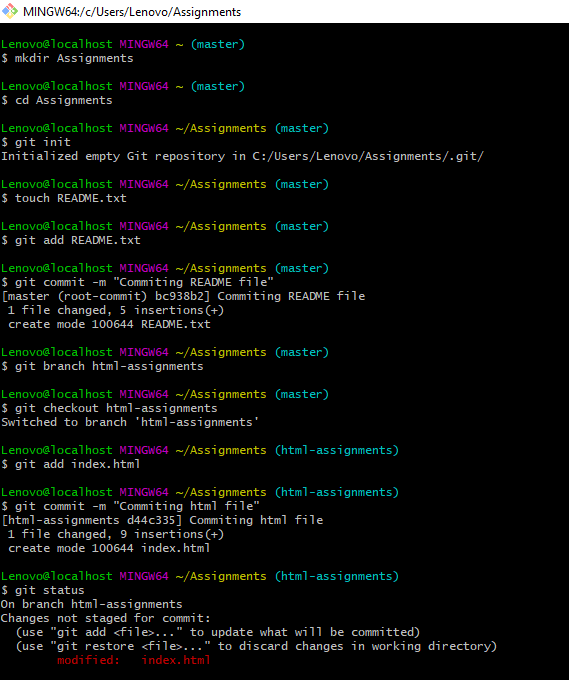 MINGW64:/c/Users/Lenovo/Assignments
Lenovo@localhost MINGW64 ~ (master)
$ mkdir Assignments
Lenovo@localhost MINGW64 ~ (master)
$ cd Assignments
Lenovo@localhost MINGW64 ~/Assignments (master)
$ git init
Initialized empty Git repository in C:/Users/Lenovo/Assignments/.git/
Lenovo@localhost MINGW64 ~/Assignments (master)
$ touch README.txt
Lenovo@localhost MINGW64 ~/Assignments (master)
$ git add README.txt
Lenovo@localhost MINGW64 ~/Assignments (master)
$ git commit -m "Commiting README file"
[master (root-commit) bc938b2] Commiting README file
 1 file changed, 5 insertions(+)
 create mode 100644 README.txt
Lenovo@localhost MINGW64 ~/Assignments (master)
$ git branch html-assignments
Lenovo@localhost MINGW64 ~/Assignments (master)
$ git checkout html-assignments
Switched to branch 'html-assignments'
Lenovo@localhost MINGW64 ~/Assignments (html-assignments)
$ git add index.html
Lenovo@localhost MINGW64 ~/Assignments (html-assignments)
$ git commit -m "Commiting html file"
[html-assignments d44c335] Commiting html file
 1 file changed, 9 insertions(+)
 create mode 100644 index.html
Lenovo@localhost MINGW64 ~/Assignments (html-assignments)
$ git status
On branch html-assignments
Changes not staged for commit:
  (use "git add <file>..." to update what will be committed)
  (use "git restore <file>..." to discard changes in working directory)
        modified:   index.html